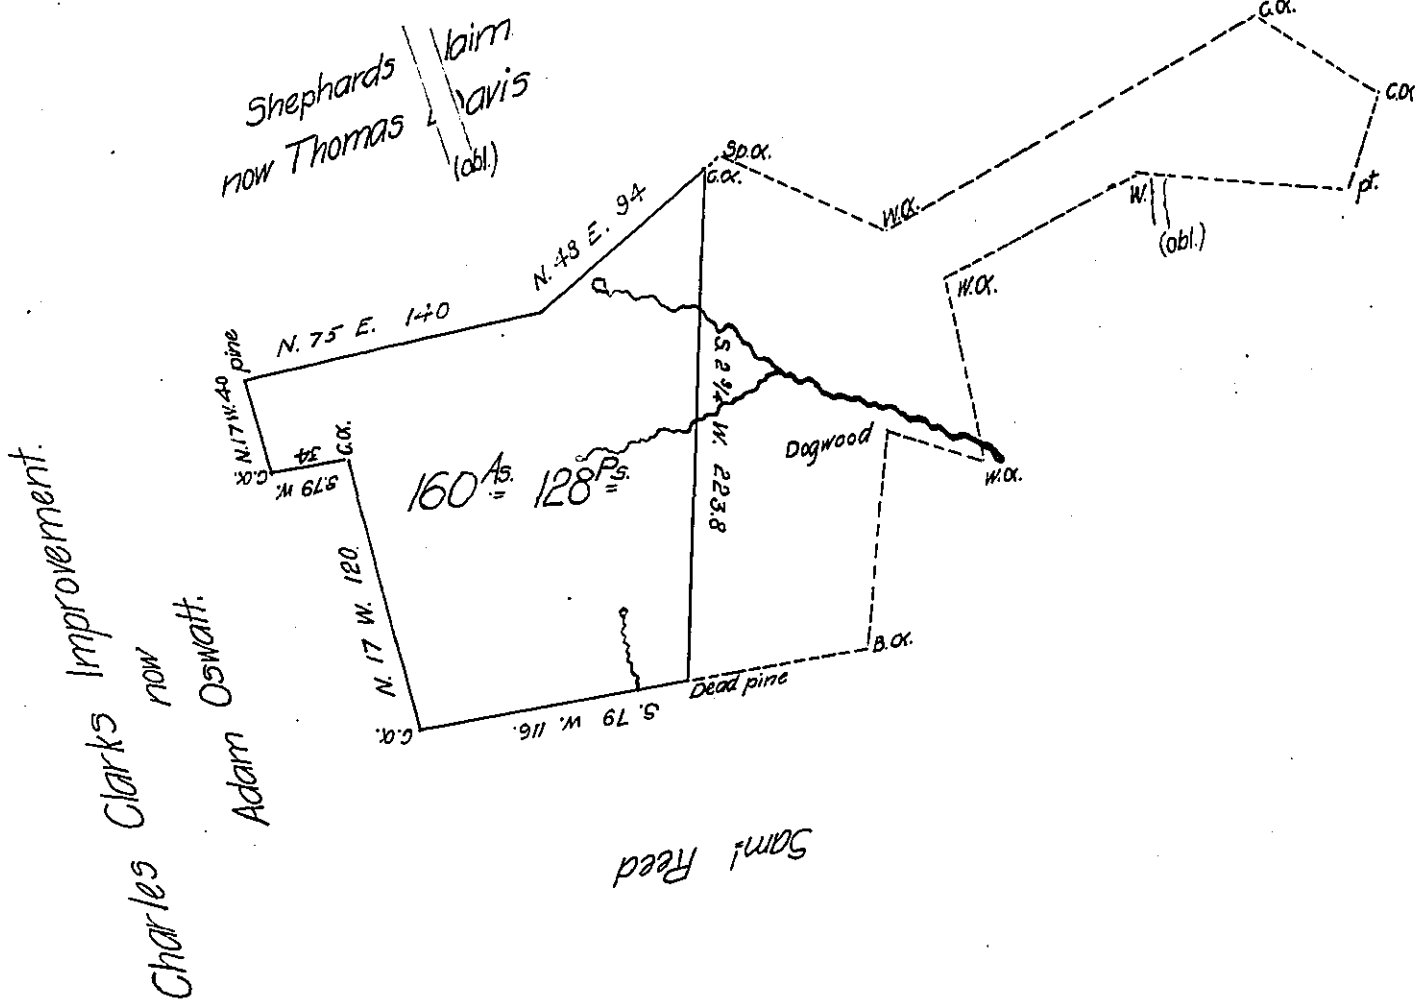 Shephards laim
now Thomas Davis
(obl.)
C.O.
C.O.
pt.
W.
(obl.)
Sp.O.
C.O.
W.O.
W.O.
N. 48 E. 94
N. 75 E. 140
pine
N. 17 W. 40
C.O.
S. 79 W. 34
C.O.
160 As. 128 Ps.
S. 2 3/4 W. 223.8
Dogwood
W.O.
N. 17 W. 120
B.O.
Dead pine
S. 79 W. 116.
C.O.
Charles Clarks Improvement.
now
Adam Oswalt.
Saml Reed